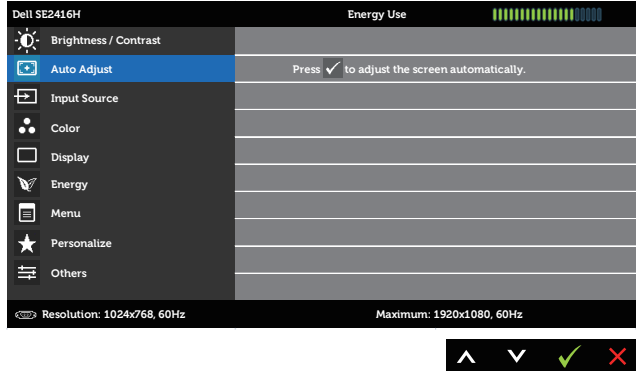 Dell SE2416H Energy Use
Brightness / Contrast
Auto Adjust Press to adjust the screen automatically.
Input Source
Color
Display
Energy
Menu
Personalize
Others
Resolution: 1024x768, 60Hz Maximum: 1920x1080, 60Hz